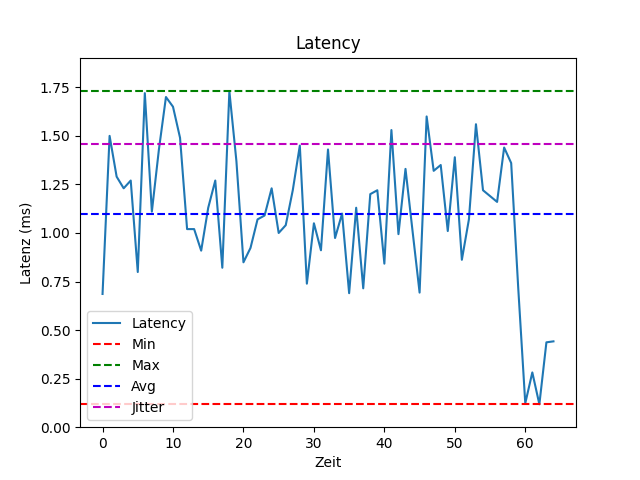 Latency
1.75
1.50
1.25
1.00
0.75
0.50
0.25
0.00
Latenz (ms)
Latency
Min
Max
Avg
Jitter
0 10 20 30 40 50 60
Zeit